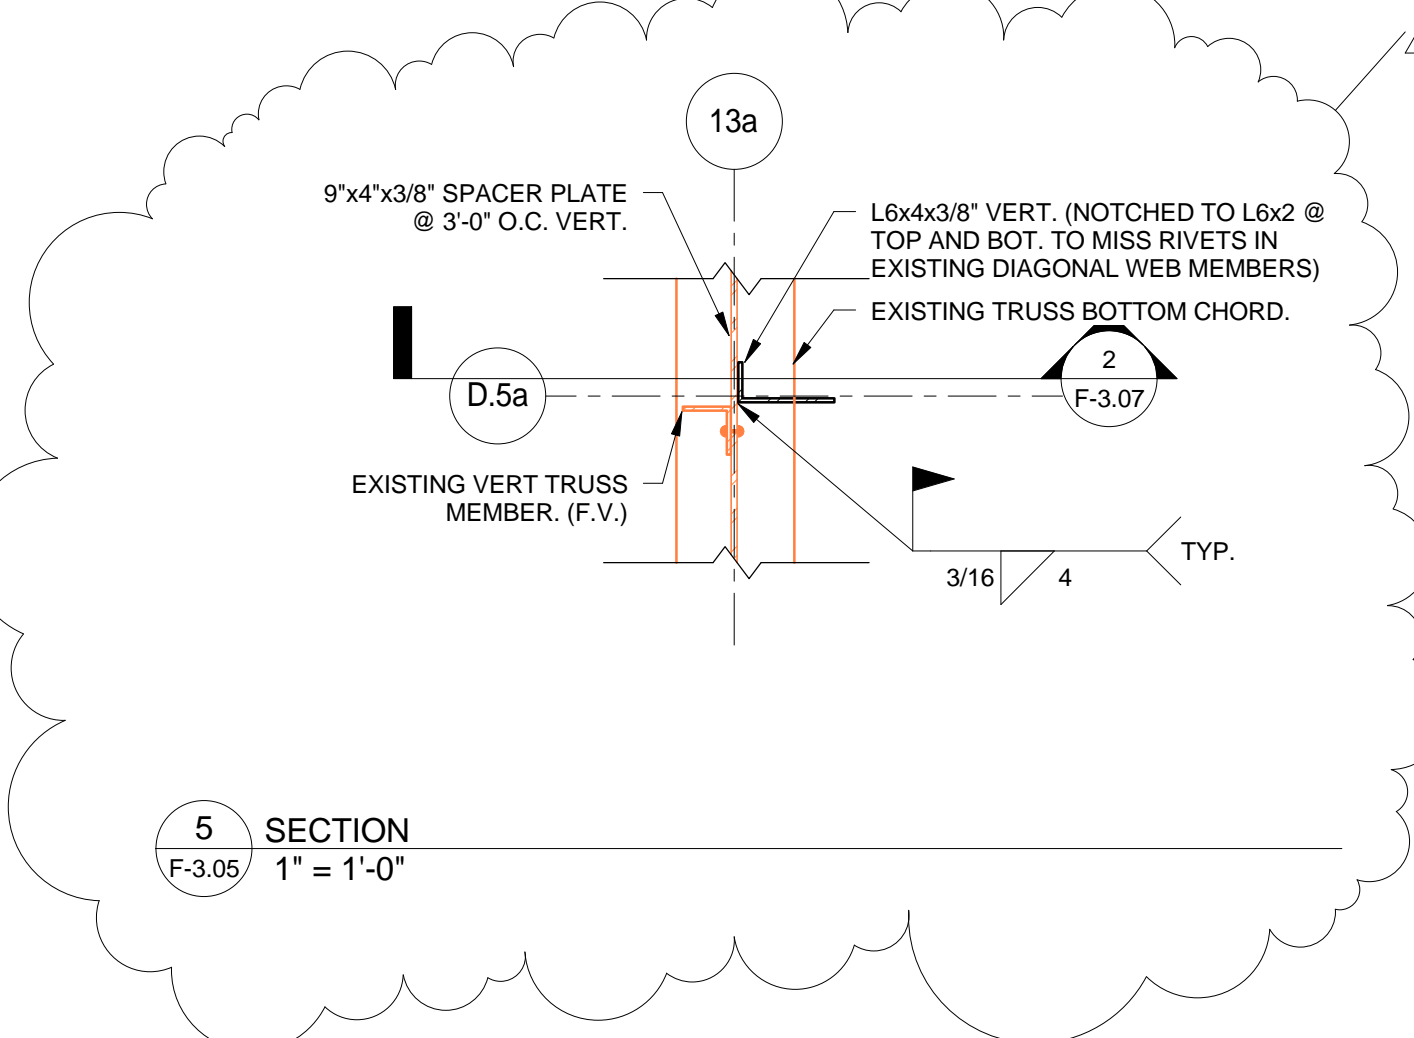 13a
9"x4"x3/8" SPACER PLATE
@ 3'-0" O.C. VERT.
L6x4x3/8" VERT. (NOTCHED TO L6x2 @
TOP AND BOT. TO MISS RIVETS IN
EXISTING DIAGONAL WEB MEMBERS)
EXISTING TRUSS BOTTOM CHORD.
2
F-3.07
D.5a
EXISTING VERT TRUSS
MEMBER. (F.V.)
TYP.
3/16
4
5
F-3.05
SECTION
1" = 1'-0"